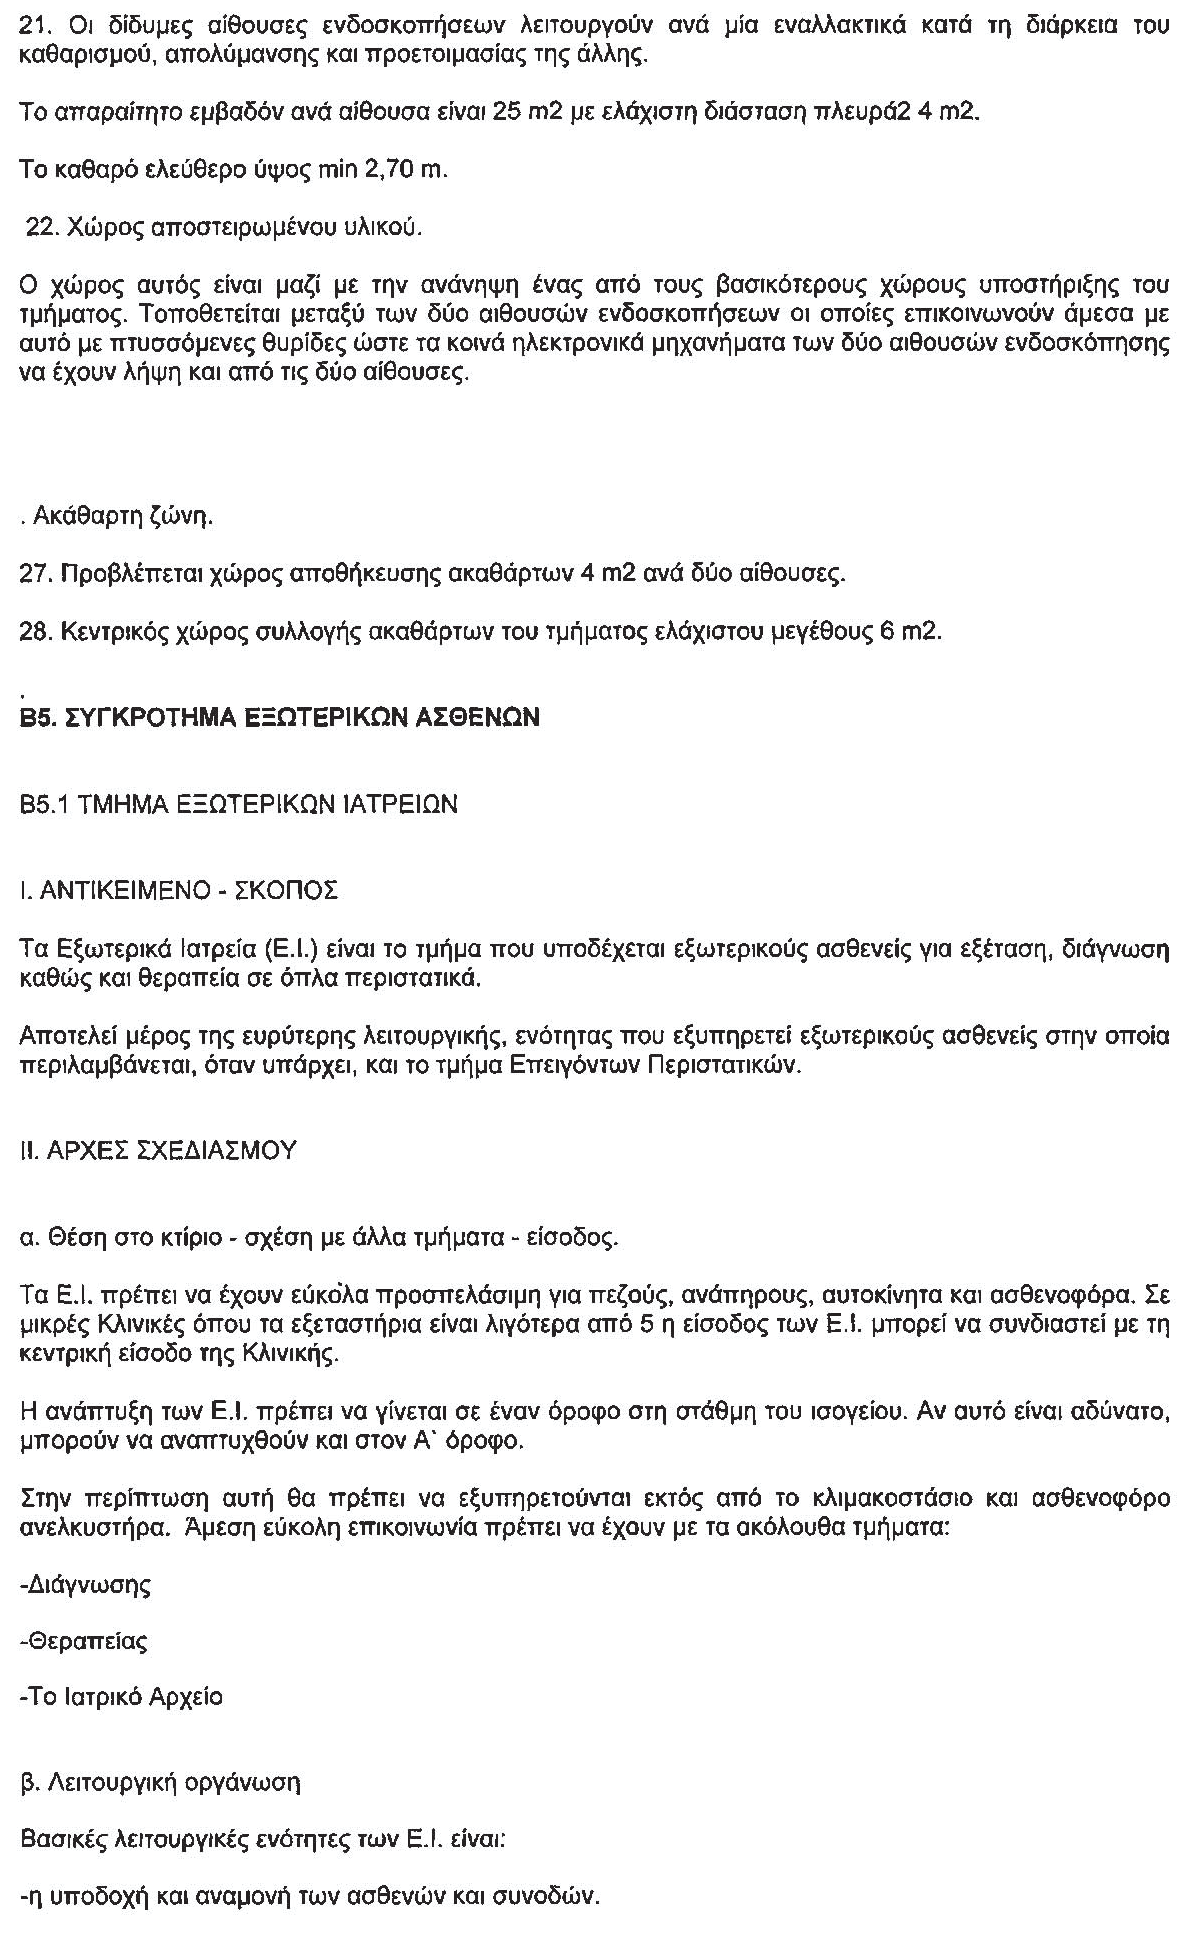 21. Οι δίδυμες αίθουσες ενδοσκοπήσεων λειτουργούν ανά μία εναλλακτικά κατά τη διάρκεια του
καθαρισμού, απολύμανσης και προετοιμασίας της άλλης.
Το απαραίτητο εμβαδόν ανά αίθουσα είναι 25 m2 με ελάχιστη διάσταση πλευρά2 4 m2.
Το καθαρό ελεύθερο ύψος min 2,70 m.
22. Χώρος αποστειρωμένου υλικού.
Ο χώρος αυτός είναι μαζί με την ανάνηψη ένας από τους βασικότερους χώρους υποστήριξης του
τμήματος. Τοποθετείται μεταξύ των δύο αιθουσών ενδοσκοπήσεων οι οποίες επικοινωνούν άμεσα με
αυτό με πτυσσόμενες θυρίδες ώστε τα κοινά ηλεκτρονικά μηχανήματα των δύο αιθουσών ενδοσκόπησης
να έχουν λήψη και από τις δύο αίθουσες.
. Ακάθαρτη ζώνη.
27. Προβλέπεται χώρος αποθήκευσης ακαθάρτων 4 m2 ανά δύο αίθουσες.
28. Κεντρικός χώρος συλλογής ακαθάρτων του τμήματος ελάχιστου μεγέθους 6 m2.
.
Β5. ΣΥΓΚΡΟΤΗΜΑ ΕΞΩΤΕΡΙΚΩΝ ΑΣΘΕΝΩΝ
Β5.1 ΤΜΗΜΑ ΕΞΩΤΕΡΙΚΩΝ ΙΑΤΡΕΙΩΝ
Ι. ΑΝΤΙΚΕΙΜΕΝΟ - ΣΚΟΠΟΣ
Τα Εξωτερικά Ιατρεία (Ε.Ι.) είναι το τμήμα που υποδέχεται εξωτερικούς ασθενείς για εξέταση, διάγνωση
καθώς και θεραπεία σε όπλα περιστατικά.
Αποτελεί μέρος της ευρύτερης λειτουργικής, ενότητας που εξυπηρετεί εξωτερικούς ασθενείς στην οποία
περιλαμβάνεται, όταν υπάρχει, και το τμήμα Επειγόντων Περιστατικών.
ΙΙ. ΑΡΧΕΣ ΣΧΕΔΙΑΣΜΟΥ
α. Θέση στο κτίριο - σχέση με άλλα τμήματα - είσοδος.
Τα Ε.Ι. πρέπει να έχουν εύκολα προσπελάσιμη για πεζούς, ανάπηρους, αυτοκίνητα και ασθενοφόρα. Σε
μικρές Κλινικές όπου τα εξεταστήρια είναι λιγότερα από 5 η είσοδος των Ε.Ι. μπορεί να συνδιαστεί με τη
κεντρική είσοδο της Κλινικής.
Η ανάπτυξη των Ε.Ι. πρέπει να γίνεται σε έναν όροφο στη στάθμη του ισογείου. Αν αυτό είναι αδύνατο,
μπορούν να αναπτυχθούν και στον Α` όροφο.
Στην περίπτωση αυτή θα πρέπει να εξυπηρετούνται εκτός από το κλιμακοστάσιο και ασθενοφόρο
ανελκυστήρα. Άμεση εύκολη επικοινωνία πρέπει να έχουν με τα ακόλουθα τμήματα:
-Διάγνωσης
-Θεραπείας
-Το Ιατρικό Αρχείο
β. Λειτουργική οργάνωση
Βασικές λειτουργικές ενότητες των Ε.Ι. είναι:
-η υποδοχή και αναμονή των ασθενών και συνοδών.